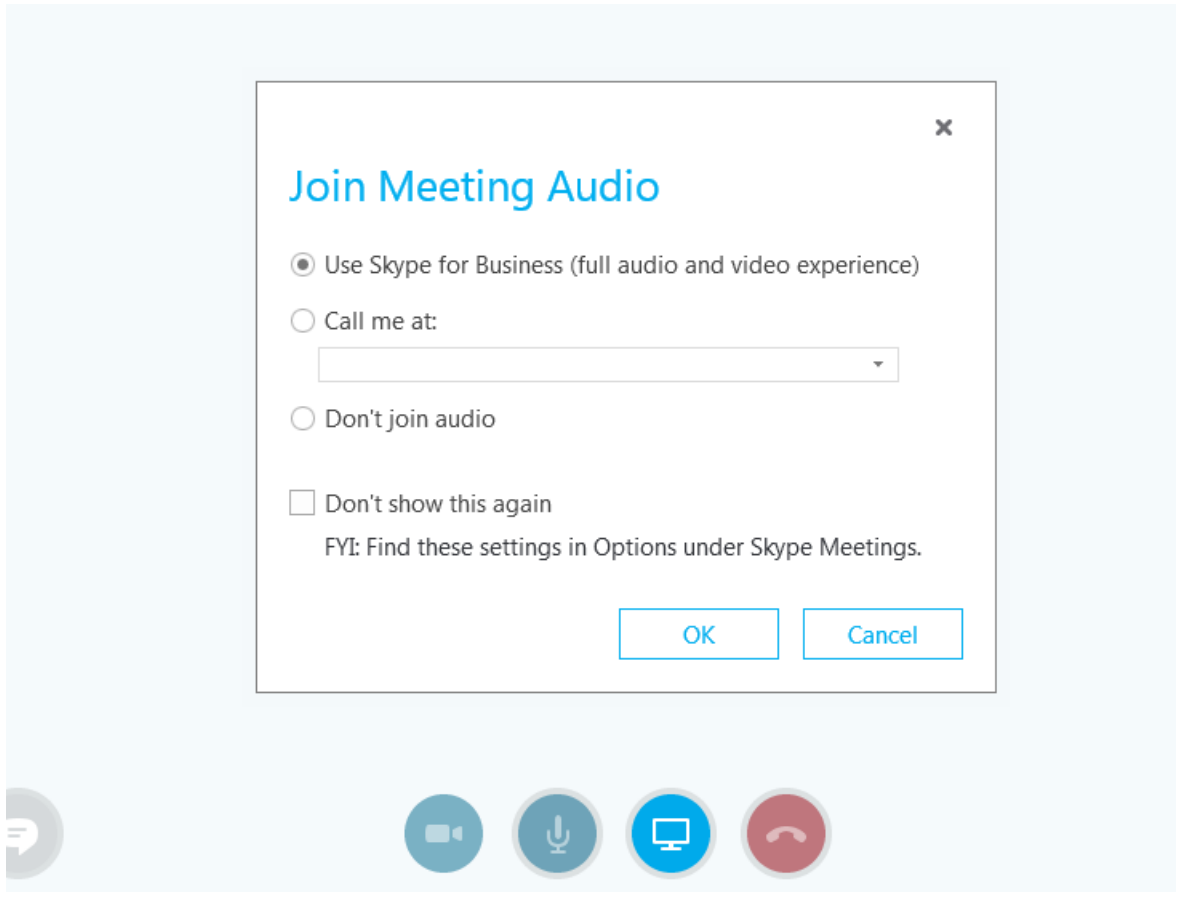 Join Meeting Audio
Use Skype for Business (full audio and video experience)
Call me at:
Don't join audio
Don't show this again
FYI: Find these settings in Options under Skype Meetings.
OK
Cancel